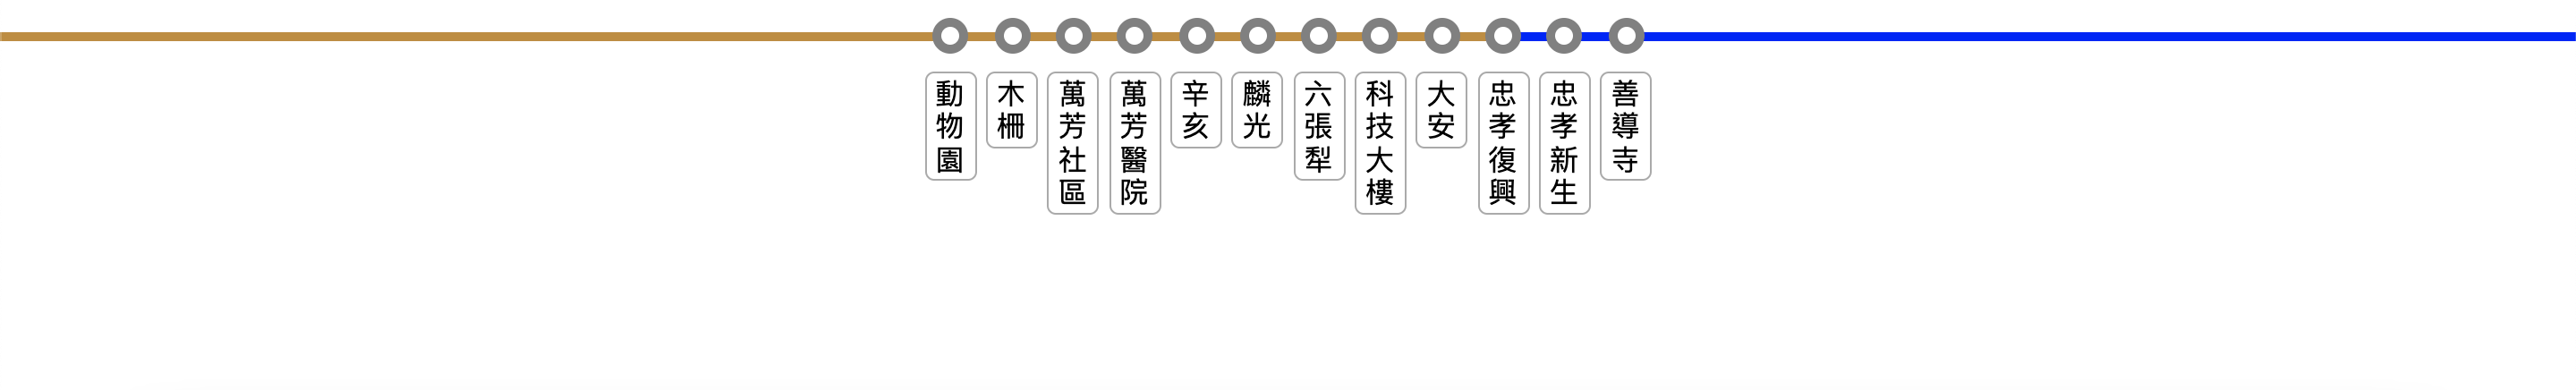 動物園
木柵
萬芳社區
萬芳醫院
辛亥
麟光
六張犁
科技大樓
大安
忠孝復興
忠孝新生
善導寺